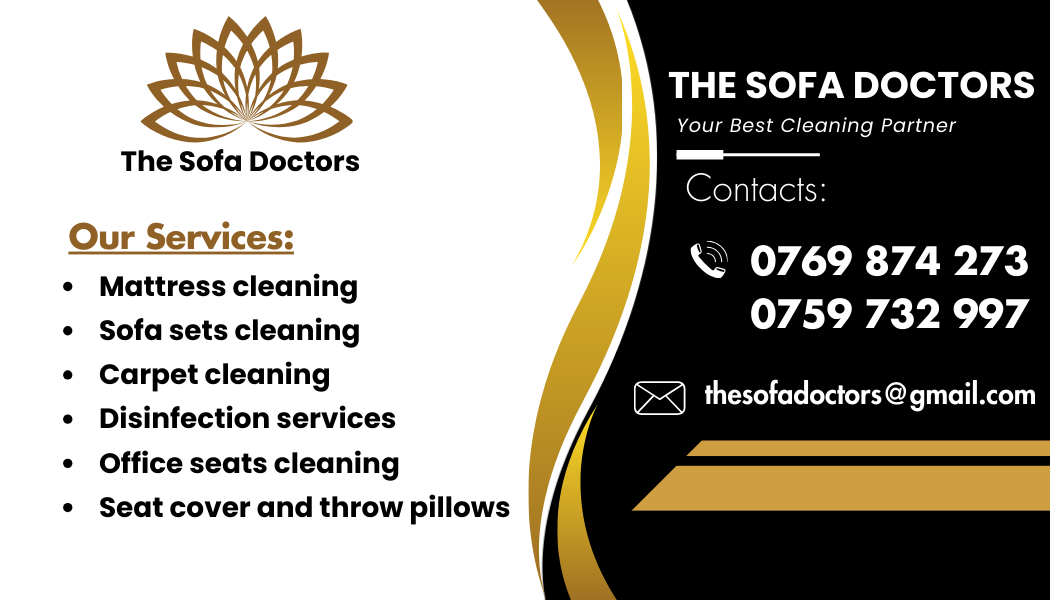 The Sofa Doctors
Our Services:
• Mattress cleaning
• Sofa sets cleaning
• Carpet cleaning
• Disinfection services
• Office seats cleaning
• Seat cover and throw pillows
THE SOFA DOCTORS
Your Best Cleaning Partner
Contacts:
0769 874 273
0759 732 997
thesofadoctors@gmail.com